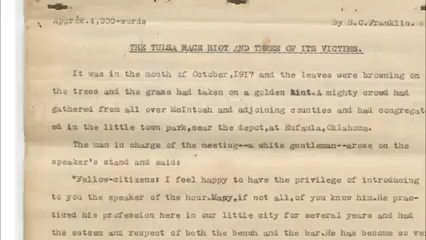 Approx.4,000-words By B.C.Franklin.
THE TULSA RACE RIOT AND THREE OF ITS VICTIMS.
It was in the month of October,1917 and the leaves were browning on
the trees and the grass had taken on a golden tint.A mighty crowd had
gathered from all over McIntosh and adjoining counties and had congregat-
ed in the little town park,near the depot,at Eufaula,Oklahoma.
The man in charge of the meeting--a white gentleman--arose on the
speaker's stand and said:
"Fellow-citizens: I feel happy to have the privilege of introducing
to you the speaker of the hour.Many,if not all,of you know him.He prac-
ticed his profession here in our little city for several years and had
the esteem and respect of both the bench and the bar.He has become so